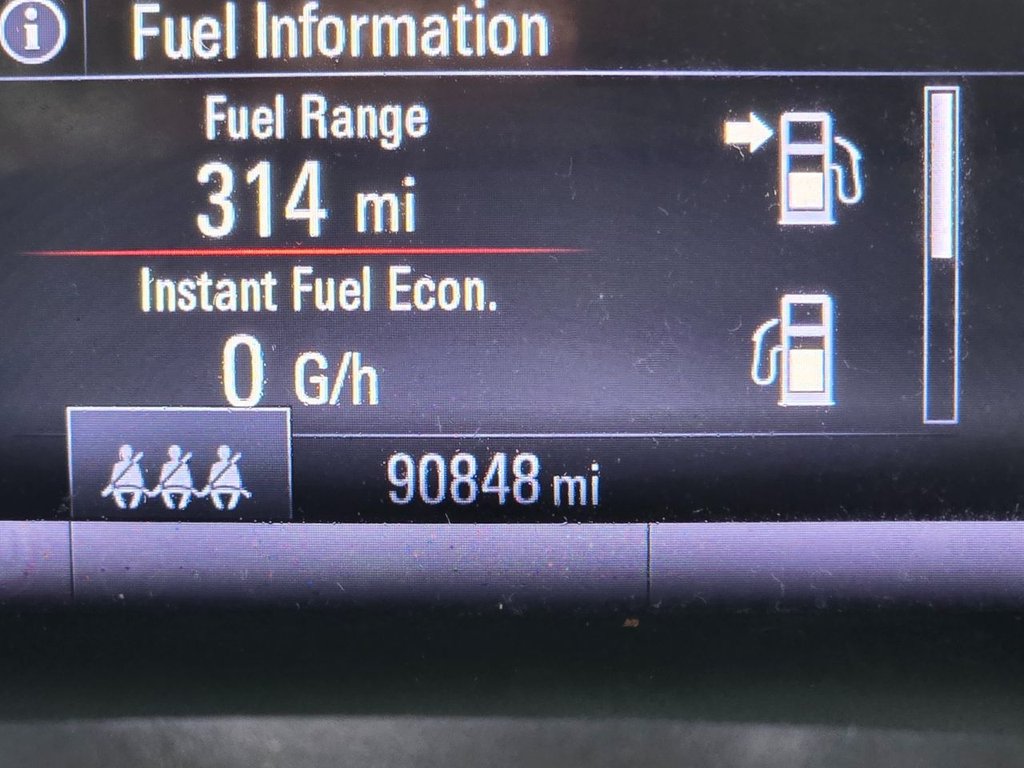 Fuel Information
Fuel Range
314 mi
Instant Fuel Econ.
0 G/h
90848 mi